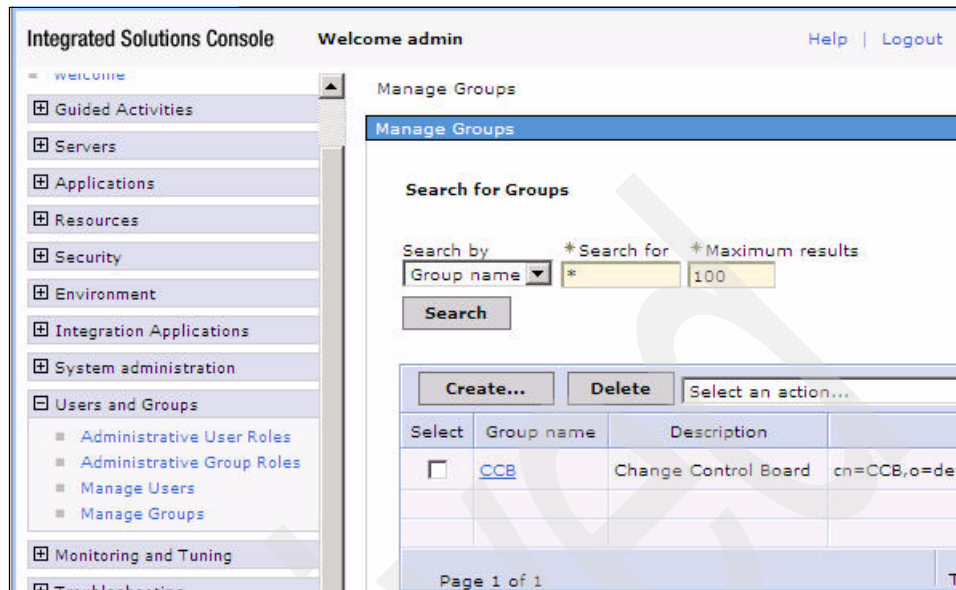 Integrated Solutions Console Welcome admin Help | Logout
Welcome
Guided Activities
Servers
Applications
Resources
Security
Environment
Integration Applications
System administration
Users and Groups
Administrative User Roles
Administrative Group Roles
Manage Users
Manage Groups
Monitoring and Tuning
Troubleshooting
Manage Groups
Manage Groups
Search for Groups
Search by *Search for *Maximum results
Group name * 100
Search
Create... Delete Select an action...
Select Group name Description
CCB Change Control Board cn=CCB,o=de
Page 1 of 1 T